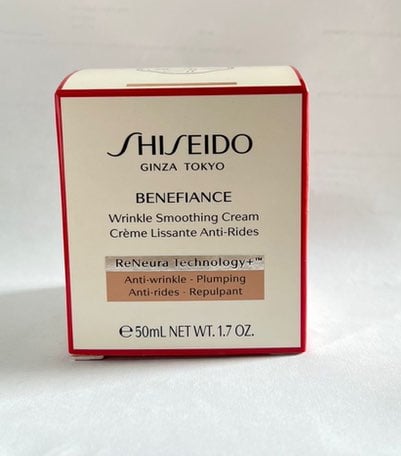 SHISEIDO
GINZA TOKYO
BENEFIANCE
Wrinkle Smoothing Cream
Crème Lissante Anti-Rides
ReNeura Technology+™
Anti-wrinkle - Plumping
Anti-rides - Repulpant
℮50mL NET WT. 1.7 OZ.